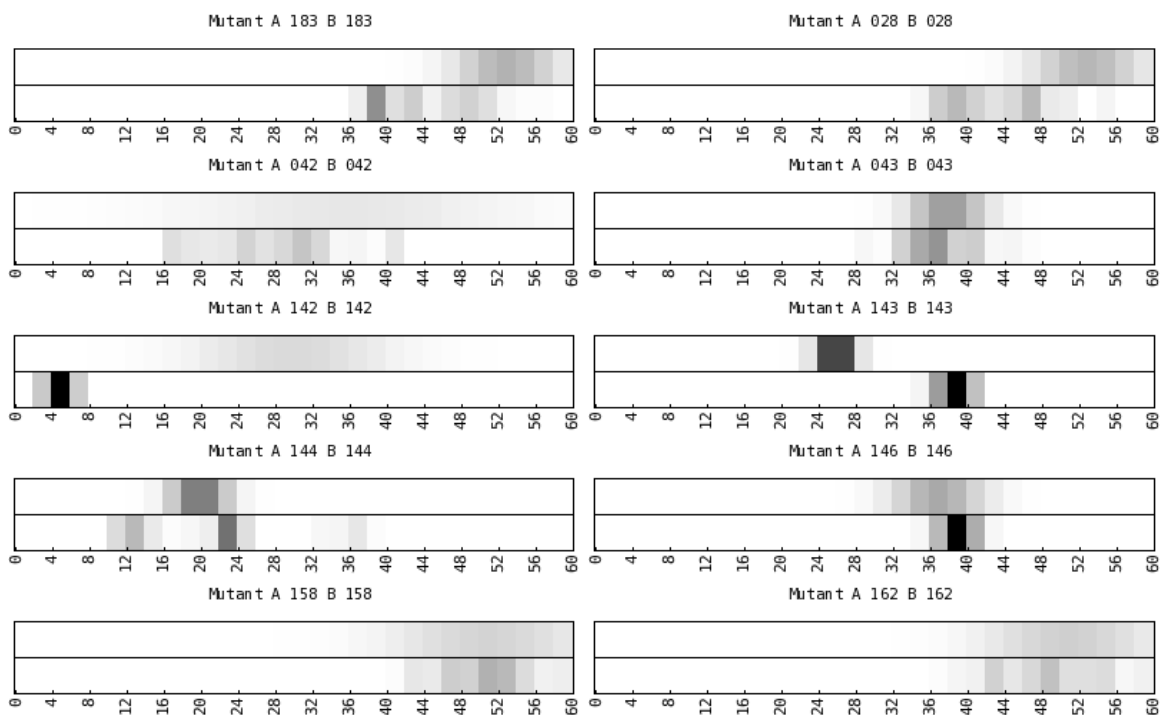 Mutant A 183 B 183 Mutant A 028 B 028
0 4 8 12 16 20 24 28 32 36 40 44 48 52 56 60 0 4 8 12 16 20 24 28 32 36 40 44 48 52 56 60
Mutant A 042 B 042 Mutant A 043 B 043
0 4 8 12 16 20 24 28 32 36 40 44 48 52 56 60 0 4 8 12 16 20 24 28 32 36 40 44 48 52 56 60
Mutant A 142 B 142 Mutant A 143 B 143
0 4 8 12 16 20 24 28 32 36 40 44 48 52 56 60 0 4 8 12 16 20 24 28 32 36 40 44 48 52 56 60
Mutant A 144 B 144 Mutant A 146 B 146
0 4 8 12 16 20 24 28 32 36 40 44 48 52 56 60 0 4 8 12 16 20 24 28 32 36 40 44 48 52 56 60
Mutant A 158 B 158 Mutant A 162 B 162
0 4 8 12 16 20 24 28 32 36 40 44 48 52 56 60 0 4 8 12 16 20 24 28 32 36 40 44 48 52 56 60